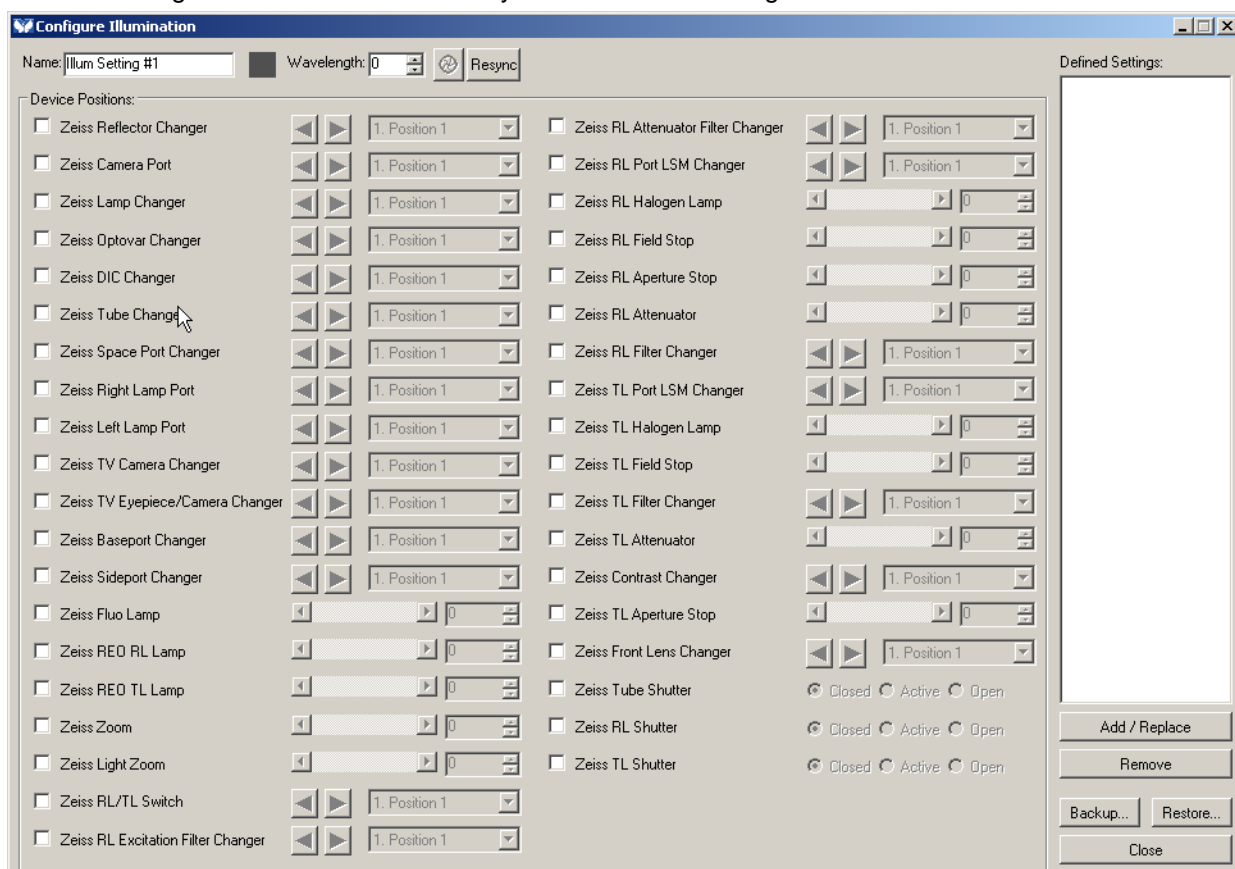 Configure Illumination
Name: Illum Setting #1 Wavelength: 0 Resync Defined Settings:
Device Positions:
Zeiss Reflector Changer 1. Position 1 Zeiss RL Attenuator Filter Changer 1. Position 1
Zeiss Camera Port 1. Position 1 Zeiss RL Port LSM Changer 1. Position 1
Zeiss Lamp Changer 1. Position 1 Zeiss RL Halogen Lamp 0
Zeiss Optovar Changer 1. Position 1 Zeiss RL Field Stop 0
Zeiss DIC Changer 1. Position 1 Zeiss RL Aperture Stop 0
Zeiss Tube Changer 1. Position 1 Zeiss RL Attenuator 0
Zeiss Space Port Changer 1. Position 1 Zeiss RL Filter Changer 1. Position 1
Zeiss Right Lamp Port 1. Position 1 Zeiss TL Port LSM Changer 1. Position 1
Zeiss Left Lamp Port 1. Position 1 Zeiss TL Halogen Lamp 0
Zeiss TV Camera Changer 1. Position 1 Zeiss TL Field Stop 0
Zeiss TV Eyepiece/Camera Changer 1. Position 1 Zeiss TL Filter Changer 1. Position 1
Zeiss Baseport Changer 1. Position 1 Zeiss TL Attenuator 0
Zeiss Sideport Changer 1. Position 1 Zeiss Contrast Changer 1. Position 1
Zeiss Fluo Lamp 0 Zeiss TL Aperture Stop 0
Zeiss REO RL Lamp 0 Zeiss Front Lens Changer 1. Position 1
Zeiss REO TL Lamp 0 Zeiss Tube Shutter Closed Active Open
Zeiss Zoom 0 Zeiss RL Shutter Closed Active Open Add / Replace
Zeiss Light Zoom 0 Zeiss TL Shutter Closed Active Open Remove
Zeiss RL/TL Switch 1. Position 1 Backup... Restore...
Zeiss RL Excitation Filter Changer 1. Position 1 Close